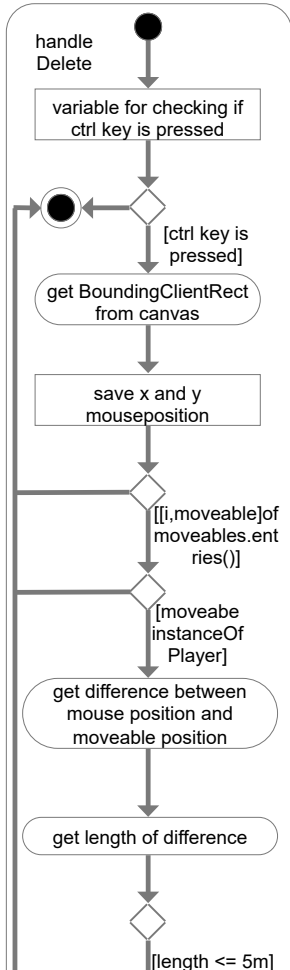 handle
Delete
variable for checking if
ctrl key is pressed
[ctrl key is
pressed]
get BoundingClientRect
from canvas
save x and y
mouseposition
[[i,moveable]of
moveables.ent
ries()]
[moveabe
instanceOf
Player]
get difference between
mouse position and
moveable position
get length of difference
[length <= 5m]